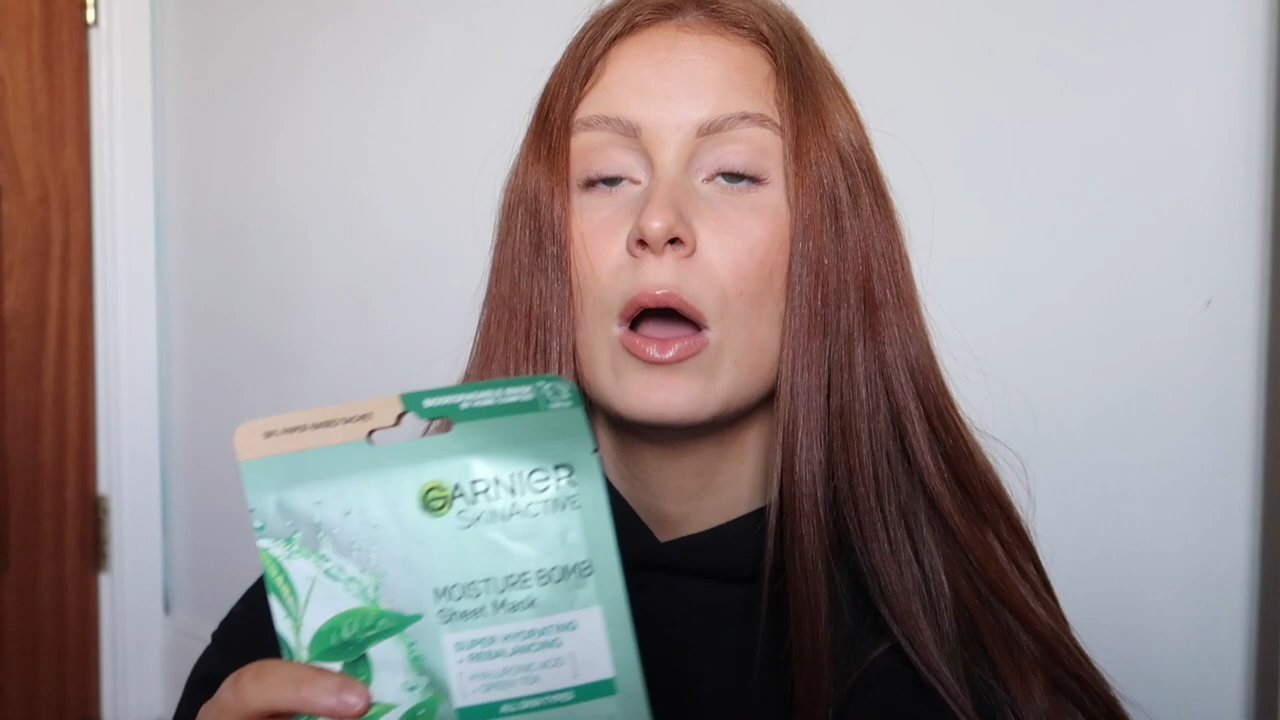 GARNIER
SKINACTIVE
MOISTURE BOMB
Sheet Mask
SUPER HYDRATING
+ REBALANCING
HYALURONIC ACID
+ GREEN TEA
ALL SKIN TYPES